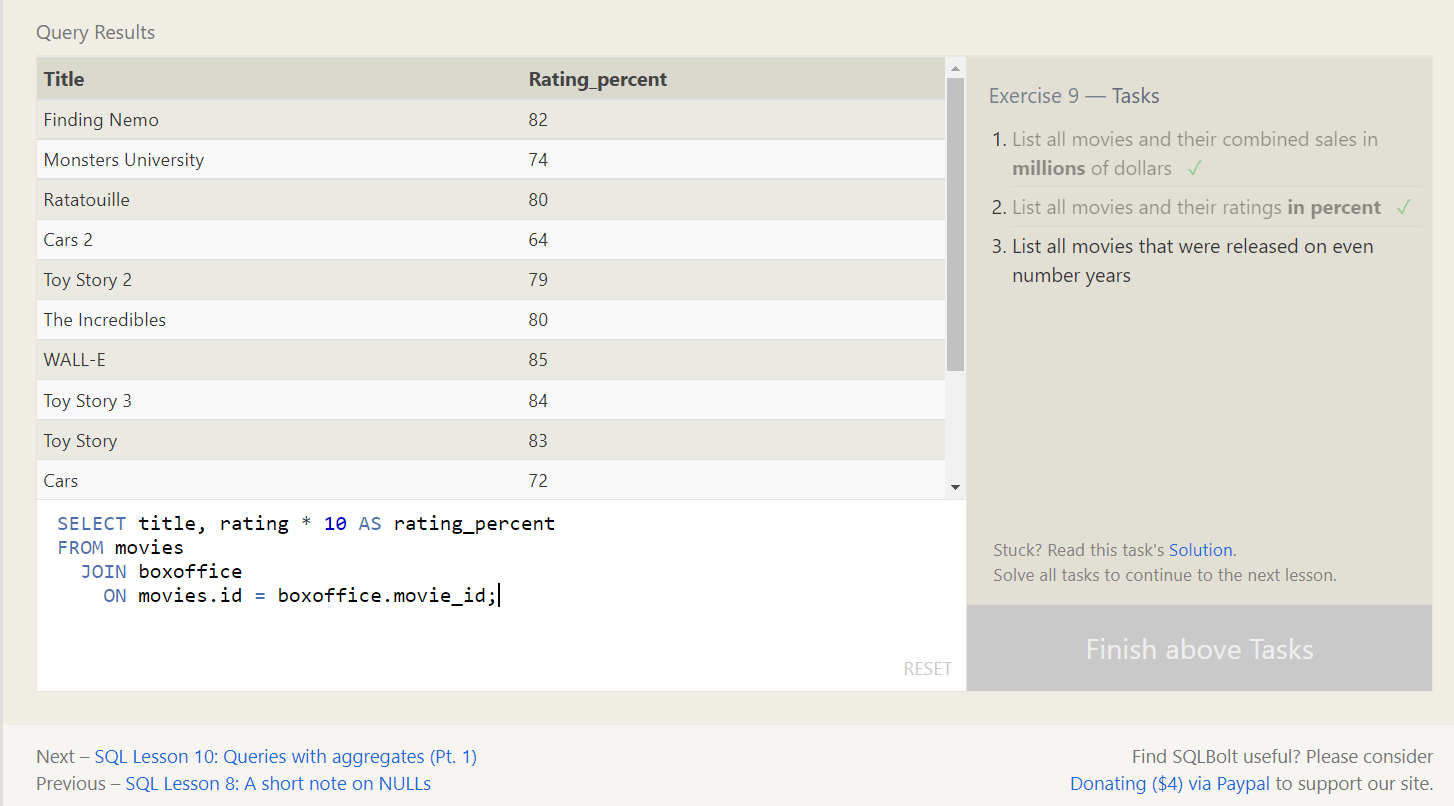 Query Results
Title Rating_percent
Finding Nemo 82
Monsters University 74
Ratatouille 80
Cars 2 64
Toy Story 2 79
The Incredibles 80
WALL-E 85
Toy Story 3 84
Toy Story 83
Cars 72
SELECT title, rating * 10 AS rating_percent
FROM movies
JOIN boxoffice
ON movies.id = boxoffice.movie_id;
RESET
Exercise 9 — Tasks
1. List all movies and their combined sales in
millions of dollars ✓
2. List all movies and their ratings in percent ✓
3. List all movies that were released on even
number years
Stuck? Read this task's Solution.
Solve all tasks to continue to the next lesson.
Finish above Tasks
Next – SQL Lesson 10: Queries with aggregates (Pt. 1)
Previous – SQL Lesson 8: A short note on NULLs
Find SQLBolt useful? Please consider
Donating ($4) via Paypal to support our site.